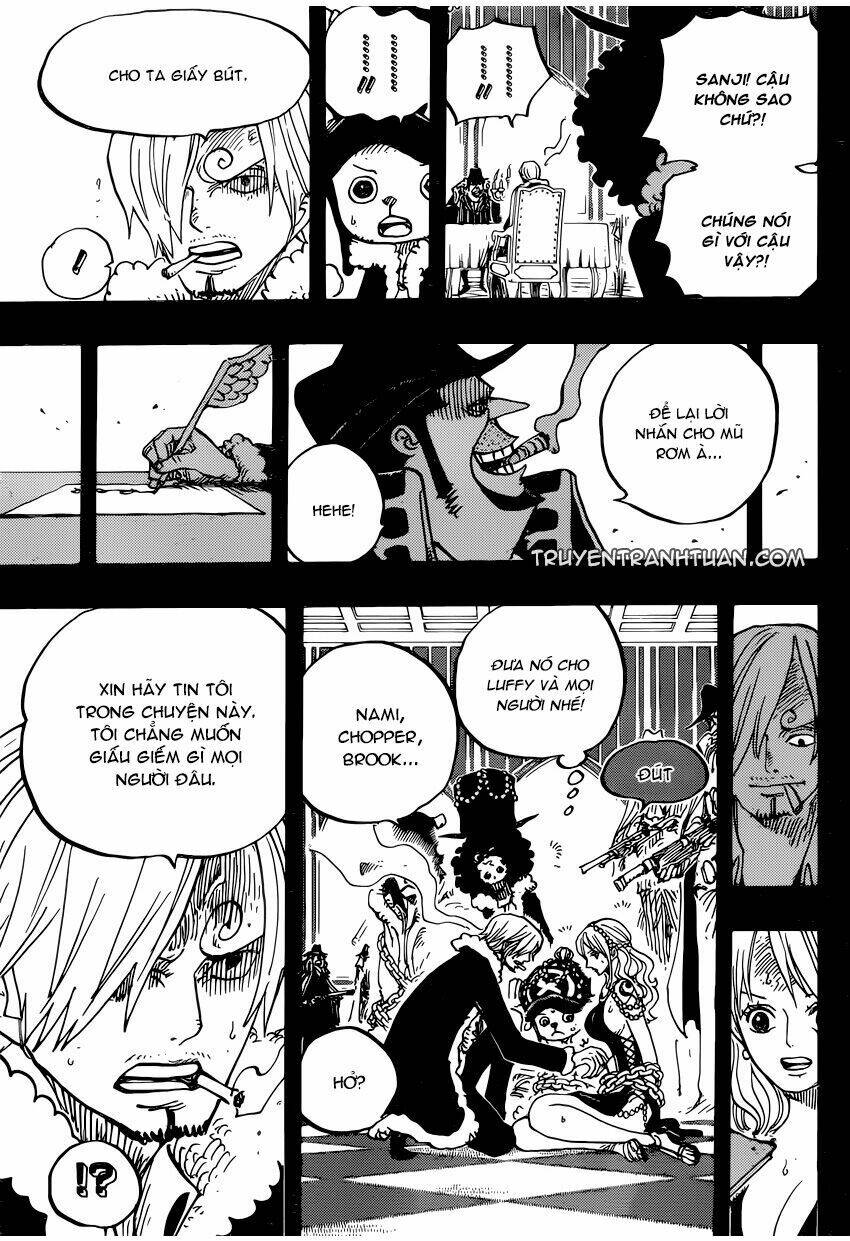 SANJI! CẬU
KHÔNG SAO
CHỨ?!
CHÚNG NÓI
GÌ VỚI CẬU
VẬY?!
.........!!
.........!!
CHO TA GIẤY BÚT.
!
ĐỂ LẠI LỜI
NHẮN CHO MŨ
RƠM À...
HEHE!
TRUYENTRANHTUAN.COM
ĐƯA NÓ CHO
LUFFY VÀ MỌI
NGƯỜI NHÉ!
ĐÚT
NAMI,
CHOPPER,
BROOK...
HỞ?
XIN HÃY TIN TÔI
TRONG CHUYỆN NÀY.
TÔI CHẲNG MUỐN
GIẤU GIẾM GÌ MỌI
NGƯỜI ĐÂU.
!?